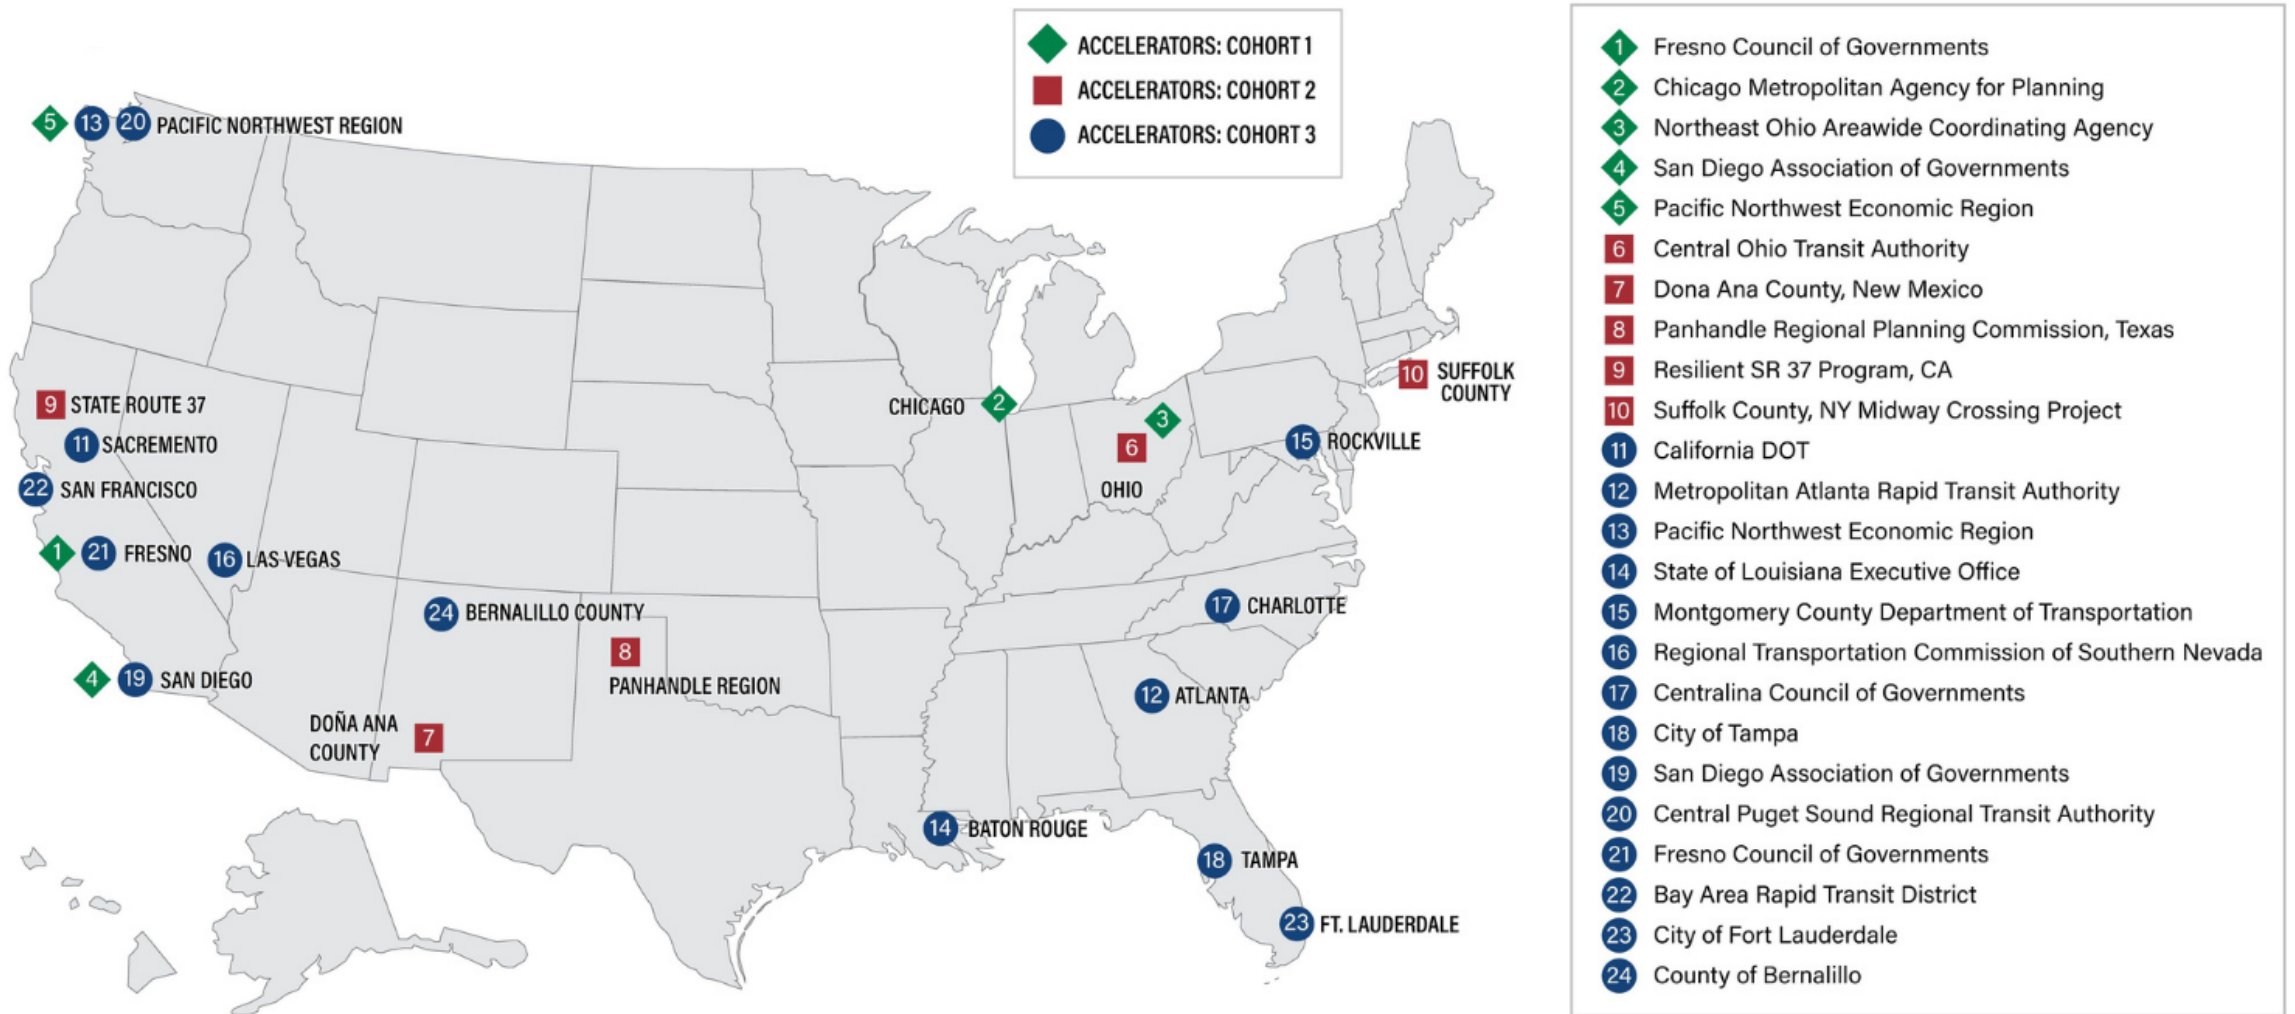 ACCELERATORS: COHORT 1
ACCELERATORS: COHORT 2
ACCELERATORS: COHORT 3
5 13 20 PACIFIC NORTHWEST REGION
9 STATE ROUTE 37
11 SACREMENTO
22 SAN FRANCISCO
1 21 FRESNO
16 LAS VEGAS
24 BERNALILLO COUNTY
8
PANHANDLE REGION
4 19 SAN DIEGO
DOÑA ANA
COUNTY
7
CHICAGO 2
3
6
OHIO
10 SUFFOLK
COUNTY
15 ROCKVILLE
17 CHARLOTTE
12 ATLANTA
14 BATON ROUGE
18 TAMPA
23 FT. LAUDERDALE
1 Fresno Council of Governments
2 Chicago Metropolitan Agency for Planning
3 Northeast Ohio Areawide Coordinating Agency
4 San Diego Association of Governments
5 Pacific Northwest Economic Region
6 Central Ohio Transit Authority
7 Dona Ana County, New Mexico
8 Panhandle Regional Planning Commission, Texas
9 Resilient SR 37 Program, CA
10 Suffolk County, NY Midway Crossing Project
11 California DOT
12 Metropolitan Atlanta Rapid Transit Authority
13 Pacific Northwest Economic Region
14 State of Louisiana Executive Office
15 Montgomery County Department of Transportation
16 Regional Transportation Commission of Southern Nevada
17 Centralina Council of Governments
18 City of Tampa
19 San Diego Association of Governments
20 Central Puget Sound Regional Transit Authority
21 Fresno Council of Governments
22 Bay Area Rapid Transit District
23 City of Fort Lauderdale
24 County of Bernalillo